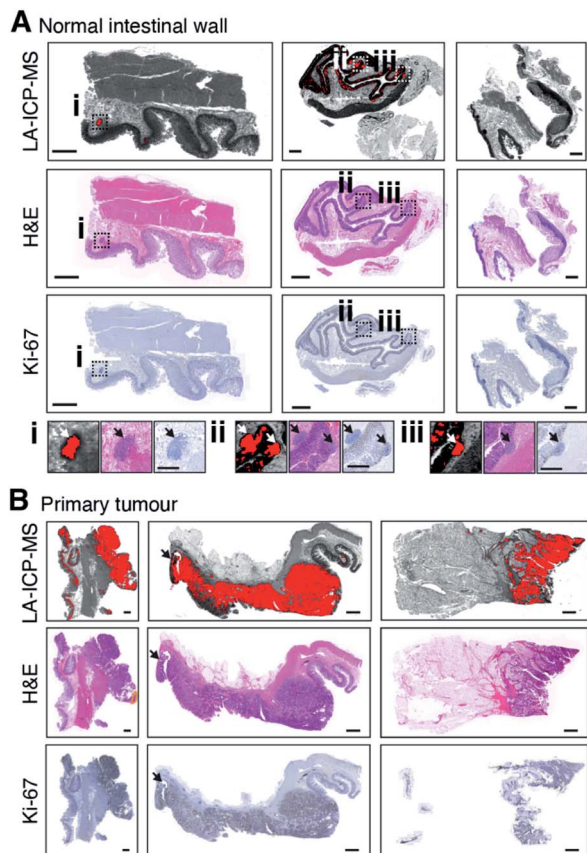 A Normal intestinal wall
LA-ICP-MS
i
ii iii
H&E
i
ii iii
Ki-67
i
ii iii
i ii iii
B Primary tumour
LA-ICP-MS
H&E
Ki-67